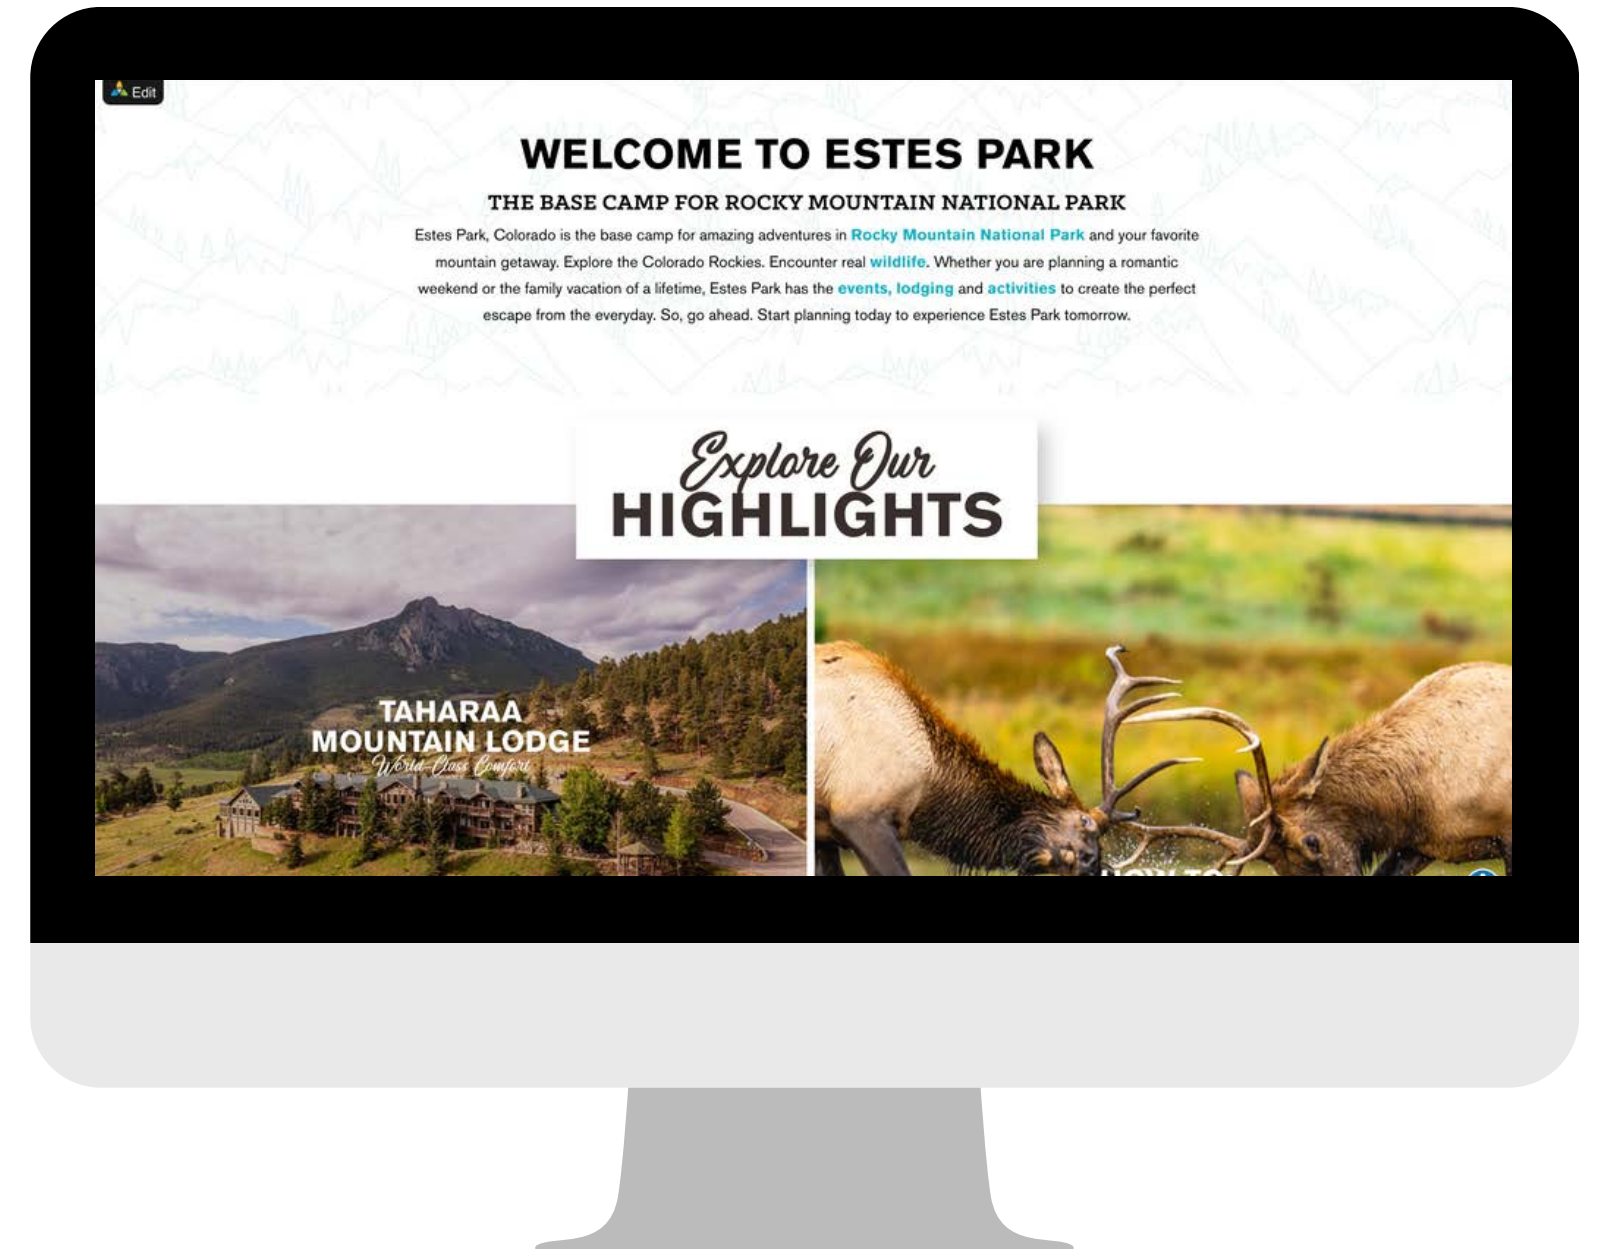 Edit
WELCOME TO ESTES PARK
THE BASE CAMP FOR ROCKY MOUNTAIN NATIONAL PARK
Estes Park, Colorado is the base camp for amazing adventures in Rocky Mountain National Park and your favorite
mountain getaway. Explore the Colorado Rockies. Encounter real wildlife. Whether you are planning a romantic
weekend or the family vacation of a lifetime, Estes Park has the events, lodging and activities to create the perfect
escape from the everyday. So, go ahead. Start planning today to experience Estes Park tomorrow.
Explore Our
HIGHLIGHTS
TAHARAA
MOUNTAIN LODGE
World-Class Comfort
HOW TO